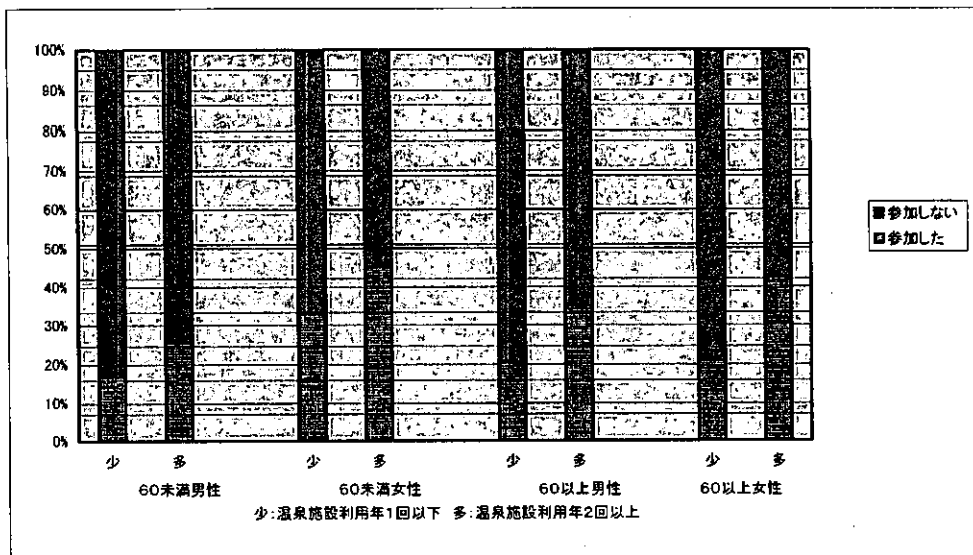 100%
90%
80%
70%
60%
50%
40%
30%
20%
10%
0%
少 多 少 多 少 多 少 多
60未満男性 60未満女性 60以上男性 60以上女性
少:温泉施設利用年1回以下 多:温泉施設利用年2回以上
参加しない
参加した